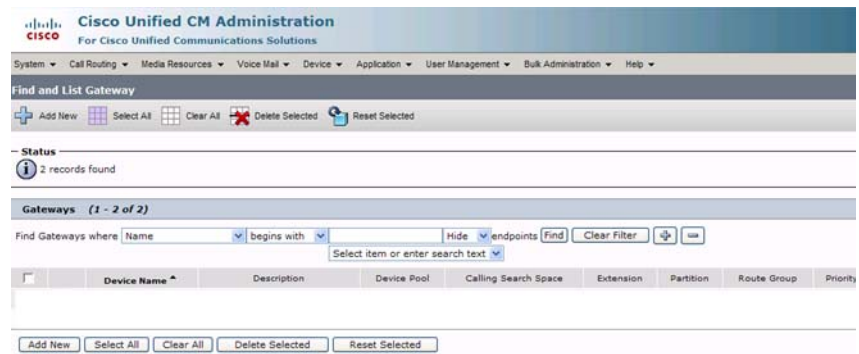 CISCO
Cisco Unified CM Administration
For Cisco Unified Communications Solutions
System Call Routing Media Resources Voice Mail Device Application User Management Bulk Administration Help
Find and List Gateway
Add New Select All Clear All Delete Selected Reset Selected
Status
2 records found
Gateways (1 - 2 of 2)
Find Gateways where Name begins with Hide endpoints Find Clear Filter
Select item or enter search text
Device Name Description Device Pool Calling Search Space Extension Partition Route Group Priority
Add New Select All Clear All Delete Selected Reset Selected